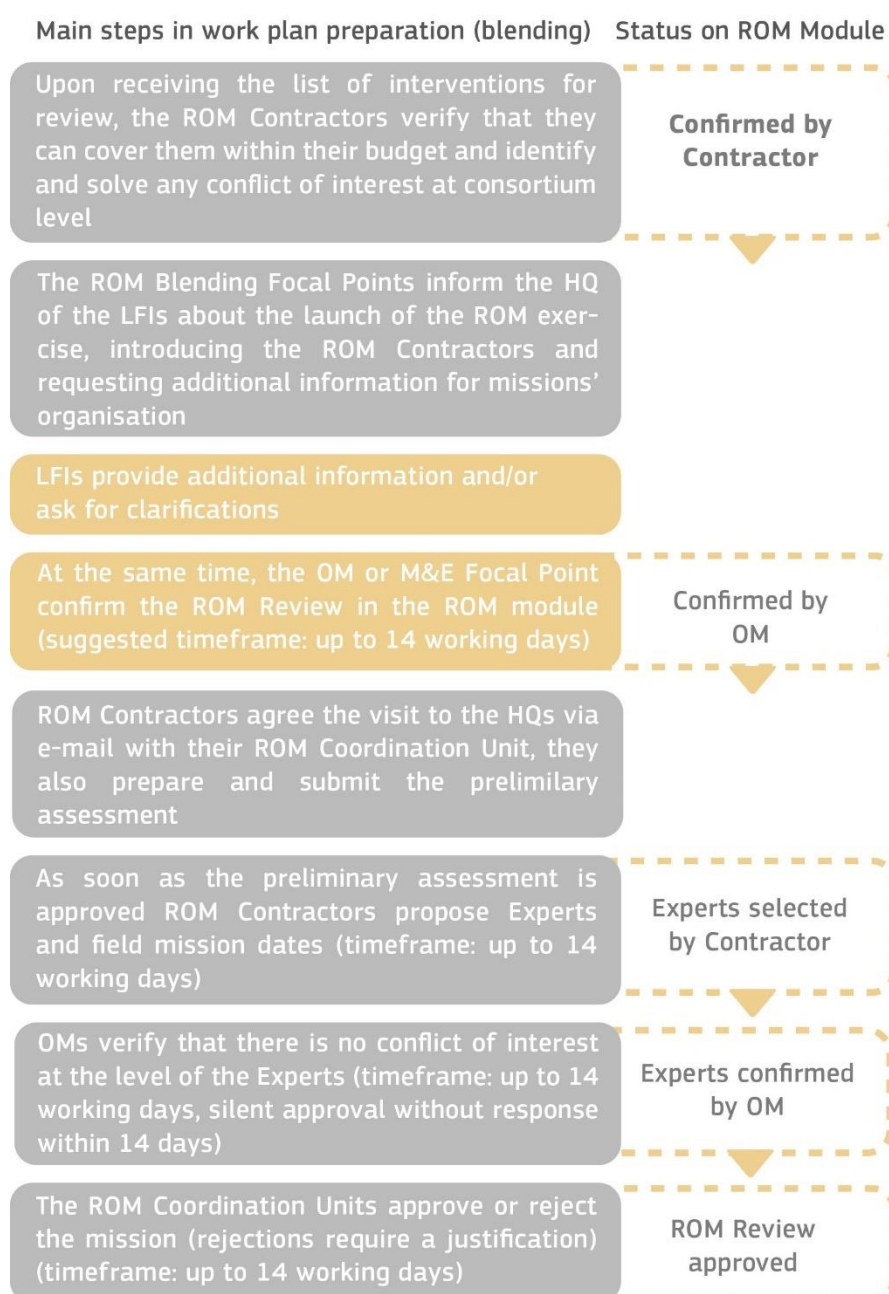 Main steps in work plan preparation (blending) Status on ROM Module
Upon receiving the list of interventions for
review, the ROM Contractors verify that they
can cover them within their budget and identify
and solve any conflict of interest at consortium
level
Confirmed by
Contractor
The ROM Blending Focal Points inform the HQ
of the LFIs about the launch of the ROM exer-
cise, introducing the ROM Contractors and
requesting additional information for missions'
organisation
LFIs provide additional information and/or
ask for clarifications
At the same time, the OM or M&E Focal Point
confirm the ROM Review in the ROM module
(suggested timeframe: up to 14 working days)
Confirmed by
OM
ROM Contractors agree the visit to the HQs via
e-mail with their ROM Coordination Unit, they
also prepare and submit the prelimilary
assessment
As soon as the preliminary assessment is
approved ROM Contractors propose Experts
and field mission dates (timeframe: up to 14
working days)
Experts selected
by Contractor
OMs verify that there is no conflict of interest
at the level of the Experts (timeframe: up to 14
working days, silent approval without response
within 14 days)
Experts confirmed
by OM
The ROM Coordination Units approve or reject
the mission (rejections require a justification)
(timeframe: up to 14 working days)
ROM Review
approved